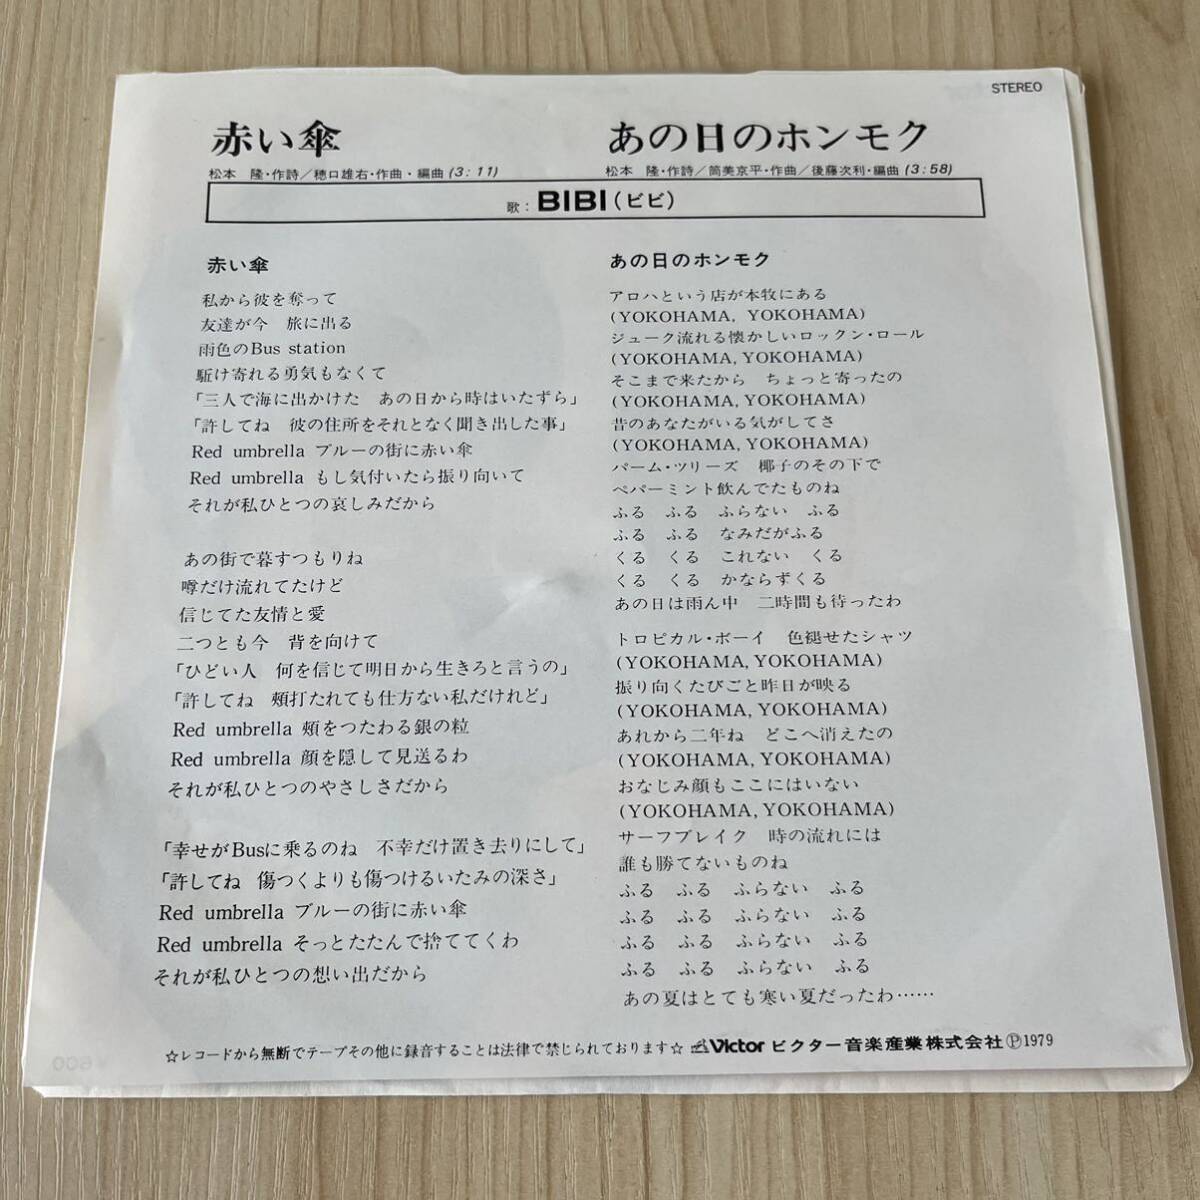 STEREO
赤い傘
松本 隆・作詩／穂口雄右・作曲・編曲(3:11)
あの日のホンモク
松本 隆・作詩／筒美京平・作曲／後藤次利・編曲(3:58)
歌：BIBI(ビビ)
赤い傘
私から彼を奪って
友達が今 旅に出る
雨色のBus station
駈け寄れる勇気もなくて
「三人で海に出かけた あの日から時はいたずら」
「許してね 彼の住所をそれとなく聞き出した事」
Red umbrella ブルーの街に赤い傘
Red umbrella もし気付いたら振り向いて
それが私ひとつの哀しみだから
あの街で暮すつもりね
噂だけ流れてたけど
信じてた友情と愛
二つとも今 背を向けて
「ひどい人 何を信じて明日から生きろと言うの」
「許してね 頬打たれても仕方ない私だけれど」
Red umbrella 頬をつたわる銀の粒
Red umbrella 顔を隠して見送るわ
それが私ひとつのやさしさだから
「幸せがBusに乗るのね 不幸だけ置き去りにして」
「許してね 傷つくよりも傷つけるいたみの深さ」
Red umbrella ブルーの街に赤い傘
Red umbrella そっとたたんで捨ててくわ
それが私ひとつの想い出だから
あの日のホンモク
アロハという店が本牧にある
(YOKOHAMA, YOKOHAMA)
ジューク流れる懐かしいロックン・ロール
(YOKOHAMA, YOKOHAMA)
そこまで来たから ちょっと寄ったの
(YOKOHAMA, YOKOHAMA)
昔のあなたがいる気がしてさ
(YOKOHAMA, YOKOHAMA)
パーム・ツリーズ 椰子のその下で
ペパーミント飲んでたものね
ふる ふる ふらない ふる
ふる ふる なみだがふる
くる くる これない くる
くる くる かならずくる
あの日は雨ん中 二時間も待ったわ
トロピカル・ボーイ 色褪せたシャツ
(YOKOHAMA, YOKOHAMA)
振り向くたびごと昨日が映る
(YOKOHAMA, YOKOHAMA)
あれから二年ね どこへ消えたの
(YOKOHAMA, YOKOHAMA)
おなじみ顔もここにはいない
(YOKOHAMA, YOKOHAMA)
サーフブレイク 時の流れには
誰も勝てないものね
ふる ふる ふらない ふる
ふる ふる ふらない ふる
ふる ふる ふらない ふる
ふる ふる ふらない ふる
あの夏はとても寒い夏だったわ……
☆レコードから無断でテープその他に録音することは法律で禁じられております☆ Victor ビクター音楽産業株式会社Ⓟ1979